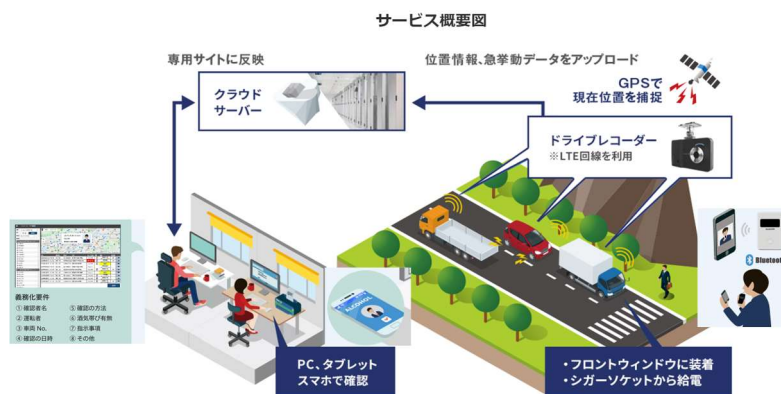 サービス概要図
専用サイトに反映
位置情報、急挙動データをアップロード
クラウド
サーバー
GPSで
現在位置を捕捉
ドライブレコーダー
※LTE回線を利用
義務化要件
①確認者名
②運転者
③車両 No.
④確認の日時
⑤確認の方法
⑥酒気帯び有無
⑦指示事項
⑧その他
ALCOHOL
Bluetooth
PC、タブレット
スマホで確認
・フロントウィンドウに装着
・シガーソケットから給電